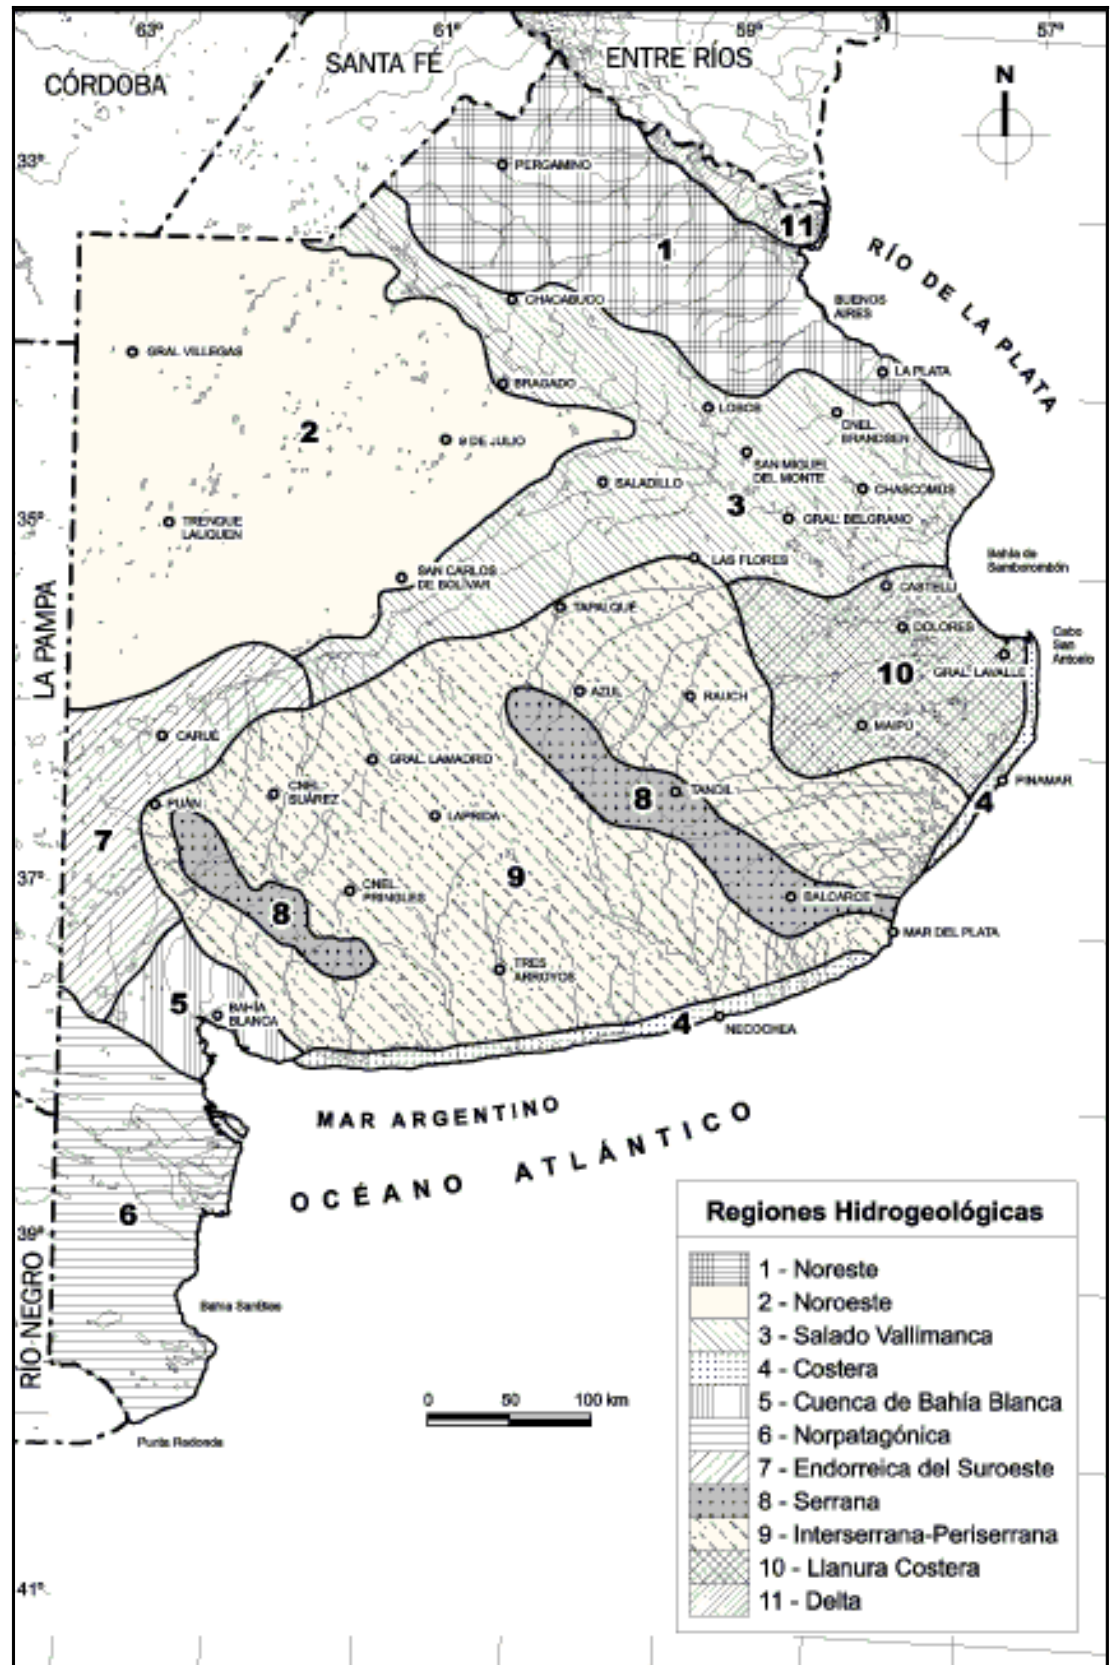 63º
61º
59º
57º
CÓRDOBA
SANTA FÉ
ENTRE RÍOS
N
33º
PERGAMINO
11
1
RÍO DE LA PLATA
CHACABUCO
BUENOS
AIRES
GRAL. VILLEGAS
BRAGADO
LA PLATA
LOBOS
CNEL.
BRANDSEN
2
9 DE JULIO
SAN MIGUEL
DEL MONTE
SALADILLO
CHASCOMÚS
3
35º
TRENQUE
LAUQUEN
GRAL. BELGRANO
LAS FLORES
Bahía de
Samborombón
SAN CARLOS
DE BOLÍVAR
CASTELLI
TAPALQUÉ
DOLORES
Cabo
San
Antonio
LA PAMPA
10
GRAL. LAVALLE
AZUL
RAUCH
MAIPÚ
CARUÉ
GRAL. LAMADRID
PINAMAR
CNEL.
SUÁREZ
TANDIL
8
4
PUÁN
LAPRIDA
7
37º
9
CNEL.
PRINGLES
BALCARCE
8
MAR DEL PLATA
TRES
ARROYOS
5
BAHÍA
BLANCA
4
NECOCHEA
MAR ARGENTINO
OCÉANO ATLÁNTICO
6
39º
RÍO NEGRO
Bahía SanBlas
Punta Redonda
0 50 100 km
Regiones Hidrogeológicas
1 - Noreste
2 - Noroeste
3 - Salado Vallimanca
4 - Costera
5 - Cuenca de Bahía Blanca
6 - Norpatagónica
7 - Endorreica del Suroeste
8 - Serrana
9 - Interserrana-Periserrana
10 - Llanura Costera
11 - Delta
41º